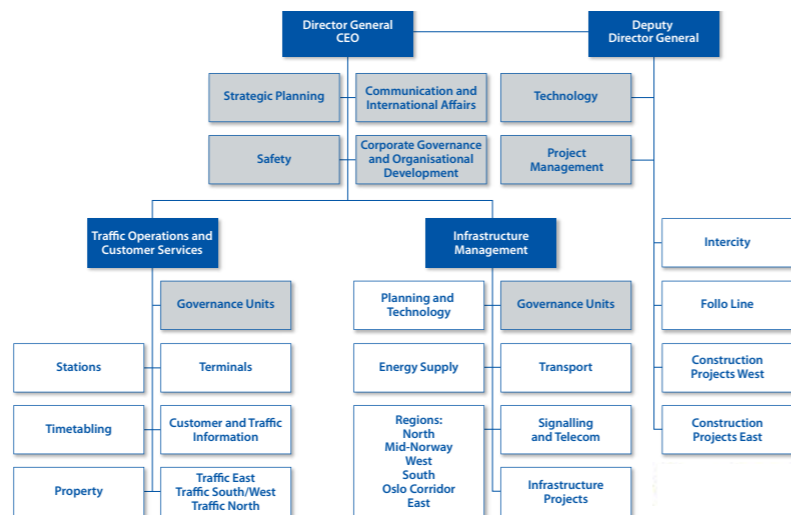 Director General
CEO
Deputy
Director General
Strategic Planning
Communication and
International Affairs
Technology
Safety
Corporate Governance
and Organisational
Development
Project
Management
Traffic Operations and
Customer Services
Infrastructure
Management
Intercity
Governance Units
Planning and
Technology
Governance Units
Follo Line
Stations
Terminals
Energy Supply
Transport
Construction
Projects West
Timetabling
Customer and Traffic
Information
Regions:
North
Mid-Norway
West
South
Oslo Corridor
East
Signalling
and Telecom
Construction
Projects East
Property
Traffic East
Traffic South/West
Traffic North
Infrastructure
Projects